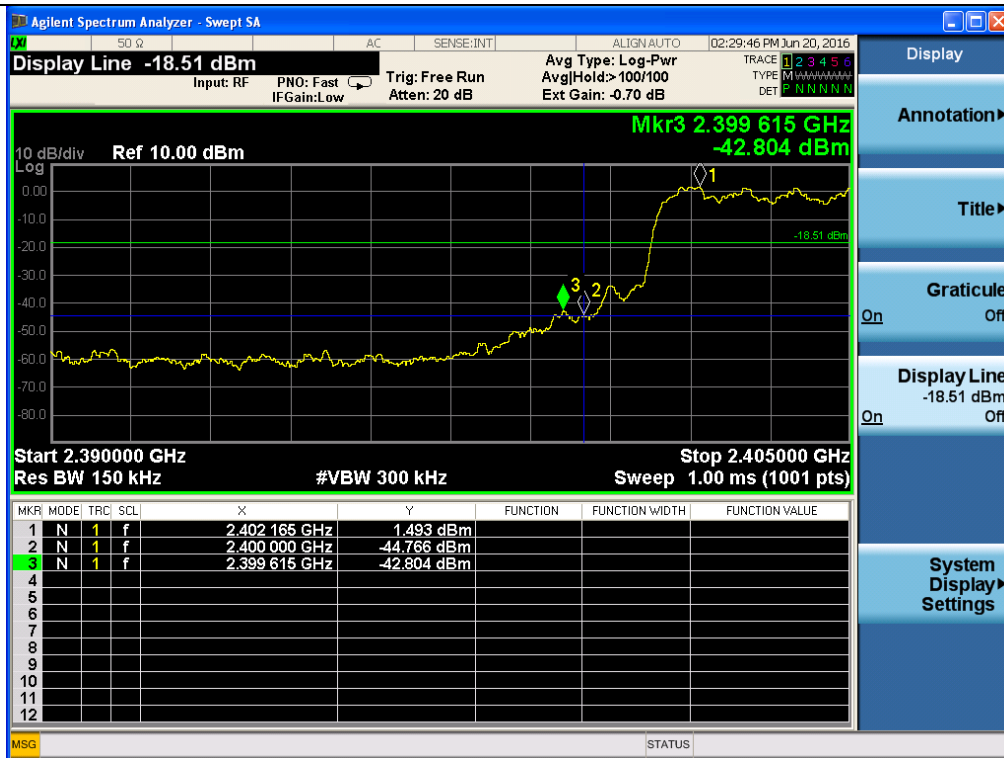 Agilent Spectrum Analyzer - Swept SA
LXI 50 Ω AC SENSE:INT ALIGN AUTO 02:29:46 PM Jun 20, 2016
Display Line -18.51 dBm
Input: RF PNO: Fast IFGain:Low
Trig: Free Run
Atten: 20 dB
Avg Type: Log-Pwr
Avg|Hold:>100/100
Ext Gain: -0.70 dB
TRACE 1 2 3 4 5 6
TYPE MWWWWWW
DET P N N N N N
Mkr3 2.399 615 GHz
-42.804 dBm
10 dB/div Ref 10.00 dBm
Log
1
0.00
-10.0
-18.51 dBm
-20.0
-30.0
3 2
-40.0
-50.0
-60.0
-70.0
-80.0
Start 2.390000 GHz Stop 2.405000 GHz
Res BW 150 kHz #VBW 300 kHz Sweep 1.00 ms (1001 pts)
MKR MODE TRC SCL X Y FUNCTION FUNCTION WIDTH FUNCTION VALUE
1 N 1 f 2.402 165 GHz 1.493 dBm
2 N 1 f 2.400 000 GHz -44.766 dBm
3 N 1 f 2.399 615 GHz -42.804 dBm
4
5
6
7
8
9
10
11
12
MSG STATUS
Display
Annotation
Title
Graticule
On Off
Display Line
-18.51 dBm
On Off
System
Display
Settings